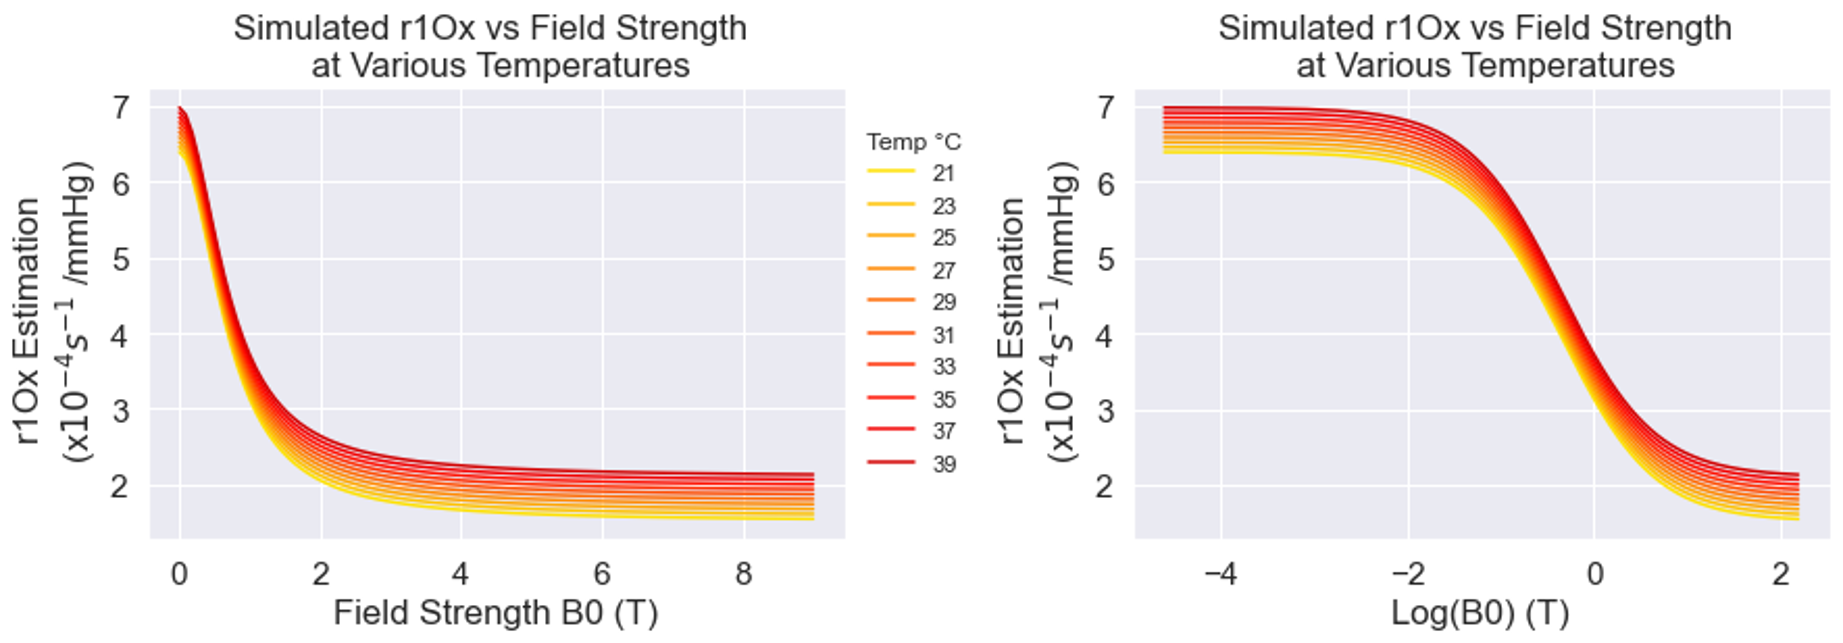 Simulated r1Ox vs Field Strength
at Various Temperatures
r1Ox Estimation
(x10⁻⁴s⁻¹ /mmHg)
7
6
5
4
3
2
0 2 4 6 8
Field Strength B0 (T)
Temp °C
21
23
25
27
29
31
33
35
37
39
Simulated r1Ox vs Field Strength
at Various Temperatures
r1Ox Estimation
(x10⁻⁴s⁻¹ /mmHg)
7
6
5
4
3
2
−4 −2 0 2
Log(B0) (T)